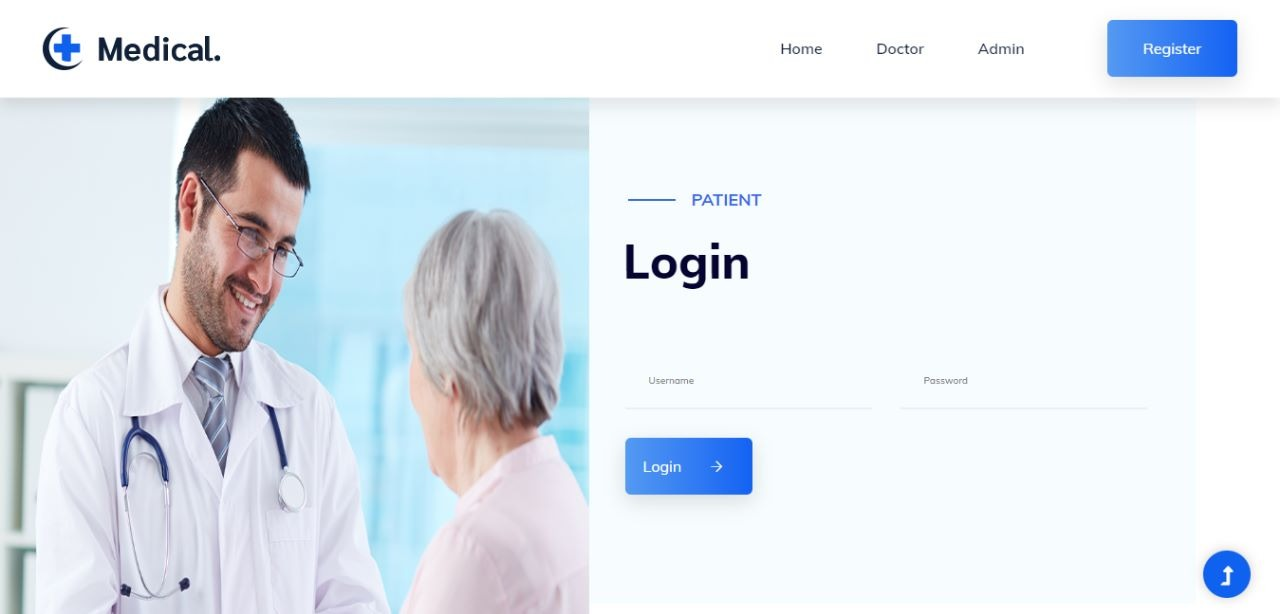 Medical.
Home Doctor Admin Register
PATIENT
Login
Username Password
Login